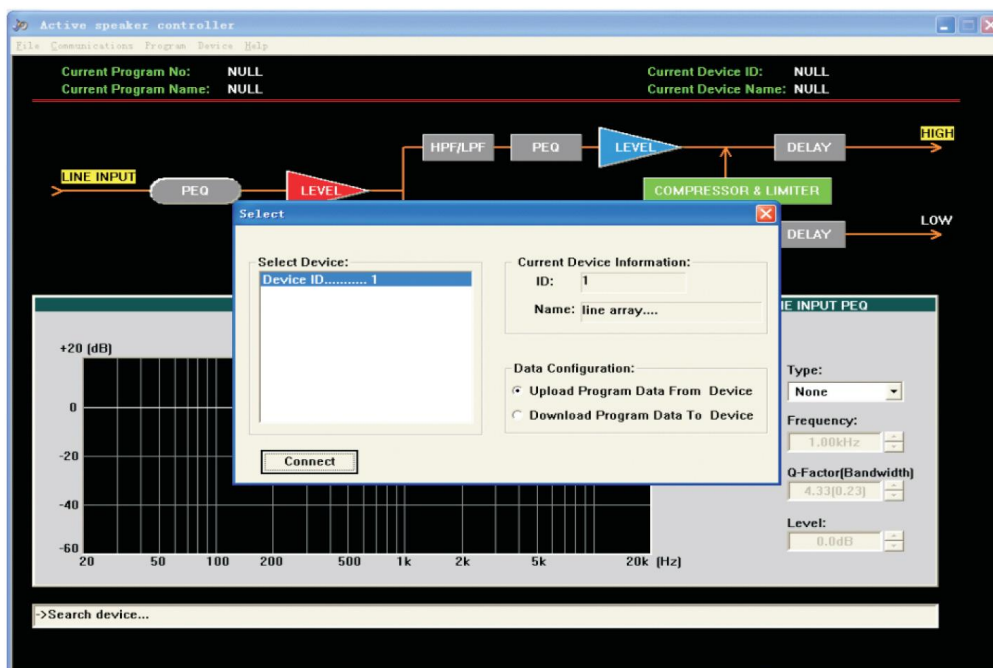 Active speaker controller
File Communications Program Device Help
Current Program No: NULL
Current Program Name: NULL
Current Device ID: NULL
Current Device Name: NULL
LINE INPUT
PEQ
LEVEL
HPF/LPF
PEQ
LEVEL
COMPRESSOR & LIMITER
DELAY
HIGH
DELAY
LOW
Select
Select Device:
Device ID........... 1
Current Device Information:
ID: 1
Name: line array....
Data Configuration:
Upload Program Data From Device
Download Program Data To Device
Connect
INPUT PEQ
+20 (dB)
0
-20
-40
-60
20 50 100 200 500 1k 2k 5k 20k (Hz)
Type:
None
Frequency:
1.00kHz
Q-Factor(Bandwidth)
4.33(0.23)
Level:
0.0dB
->Search device...